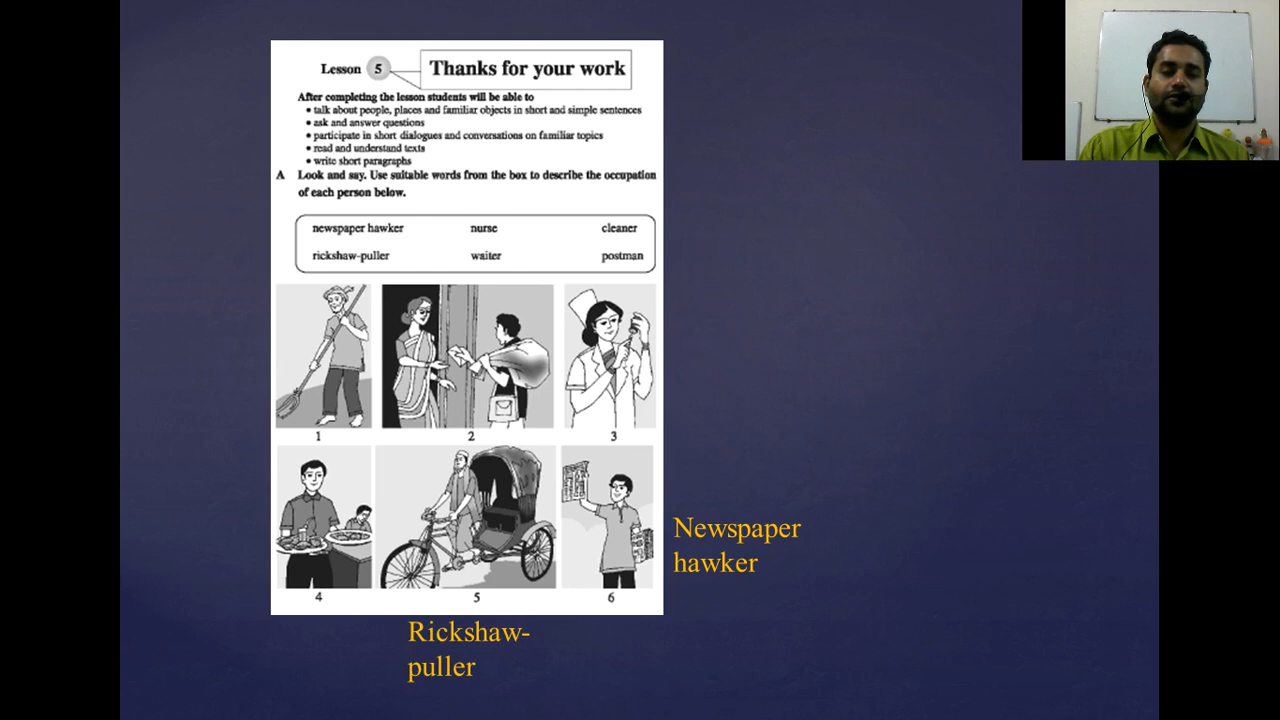 Lesson 5 Thanks for your work
After completing the lesson students will be able to
• talk about people, places and familiar objects in short and simple sentences
• ask and answer questions
• participate in short dialogues and conversations on familiar topics
• read and understand texts
• write short paragraphs
A Look and say. Use suitable words from the box to describe the occupation
of each person below.
newspaper hawker nurse cleaner
rickshaw-puller waiter postman
1 2 3
4 5 6
Newspaper
hawker
Rickshaw-
puller